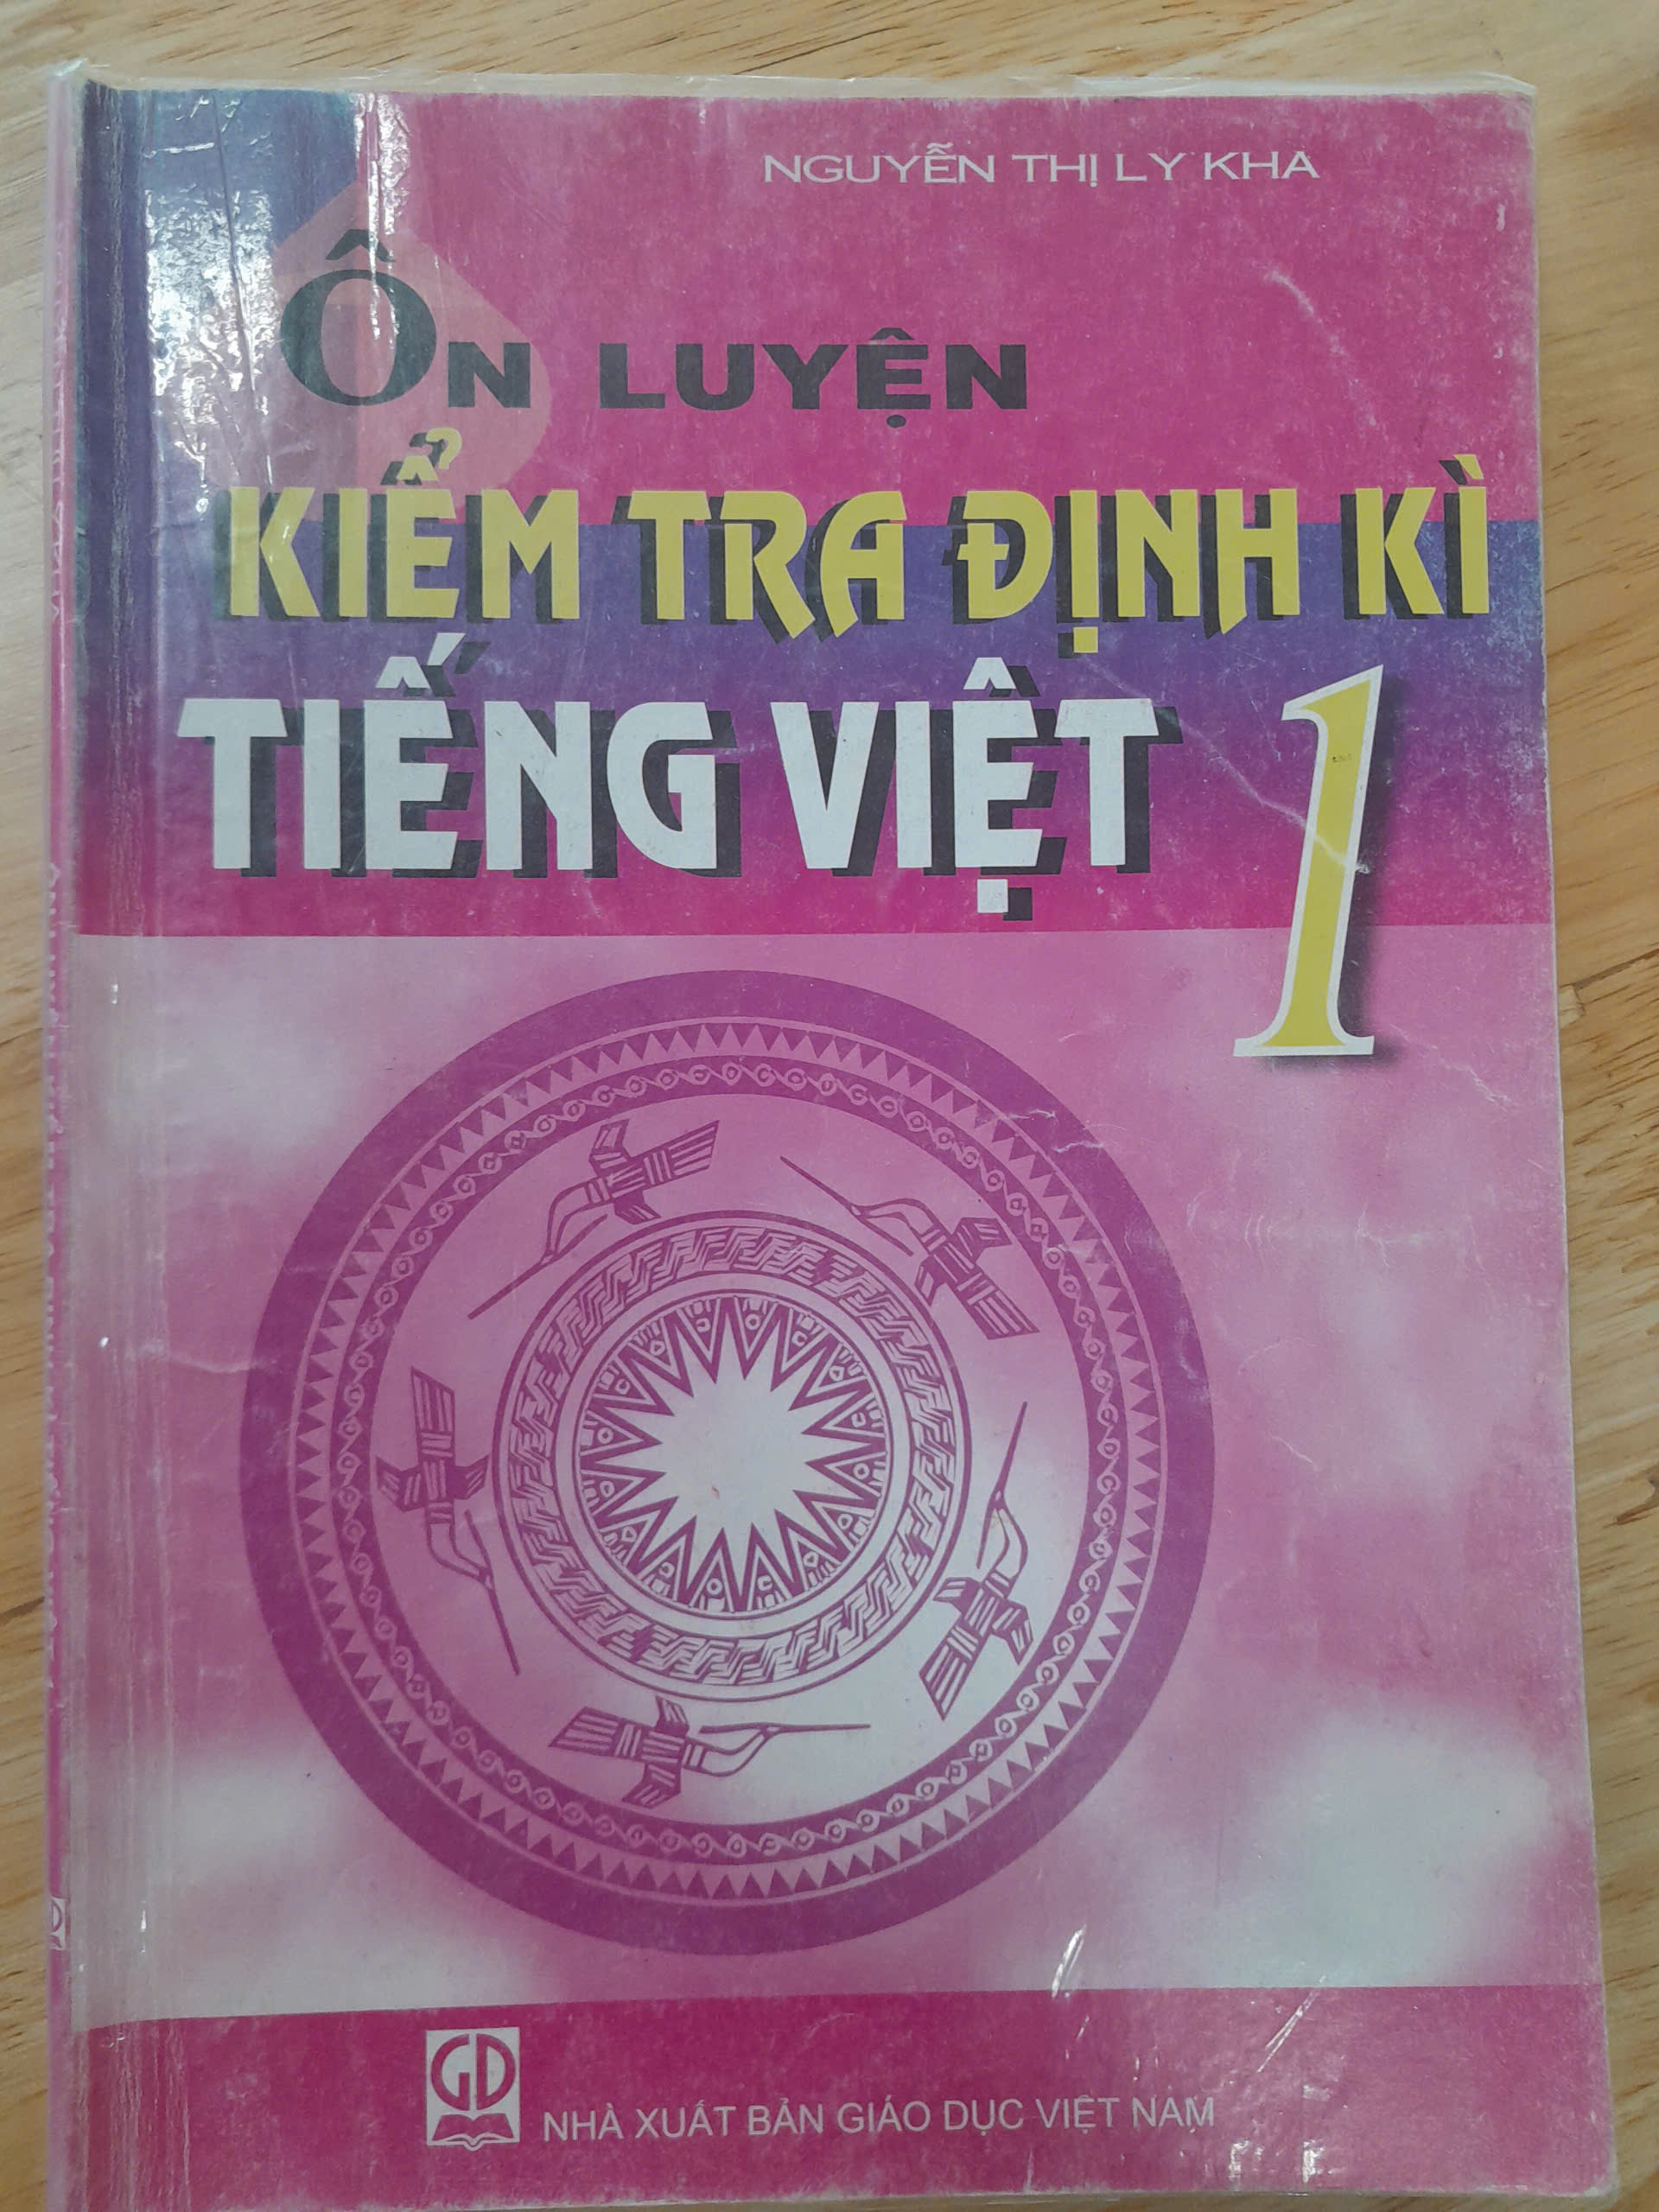 NGUYỄN THỊ LY KHA
ÔN LUYỆN
KIỂM TRA ĐỊNH KÌ
TIẾNG VIỆT 1
GD
NHÀ XUẤT BẢN GIÁO DỤC VIỆT NAM